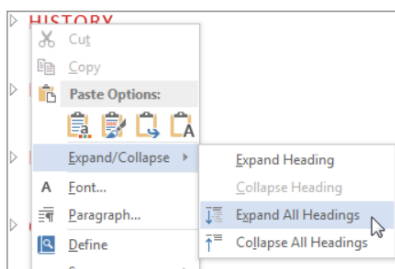 HISTORY
Cut
Copy
Paste Options:
Expand/Collapse
Expand Heading
Collapse Heading
Font...
Expand All Headings
Paragraph...
Collapse All Headings
Define